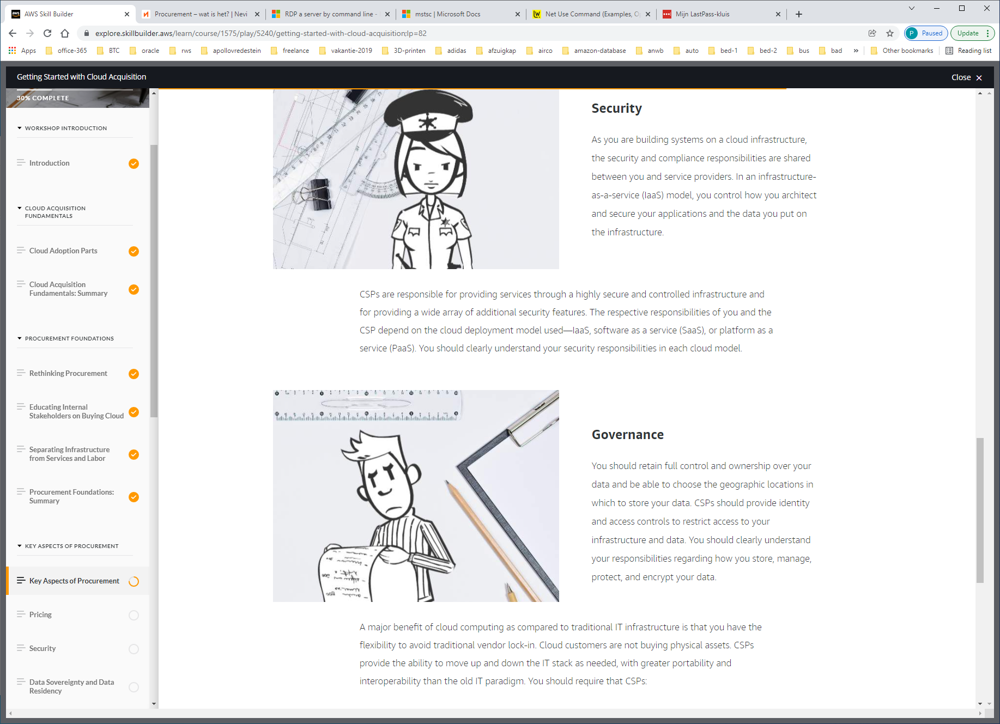 AWS Skill Builder
Procurement – wat is het? | Nevi
RDP a server by command line -
mstsc | Microsoft Docs
Net Use Command (Examples, O
Mijn LastPass-kluis
explore.skillbuilder.aws/learn/course/1575/play/5240/getting-started-with-cloud-acquisition;lp=82
P Paused
Update
Apps
office-365
BTC
oracle
rws
apollovredestein
freelance
vakantie-2019
3D-printen
adidas
afzuigkap
airco
amazon-database
anwb
auto
bed-1
bed-2
bus
bad
»
Other bookmarks
Reading list
Getting Started with Cloud Acquisition
Close
30% COMPLETE
WORKSHOP INTRODUCTION
Introduction
CLOUD ACQUISITION
FUNDAMENTALS
Cloud Adoption Parts
Cloud Acquisition
Fundamentals: Summary
PROCUREMENT FOUNDATIONS
Rethinking Procurement
Educating Internal
Stakeholders on Buying Cloud
Separating Infrastructure
from Services and Labor
Procurement Foundations:
Summary
KEY ASPECTS OF PROCUREMENT
Key Aspects of Procurement
Pricing
Security
Data Sovereignty and Data
Residency
Security
As you are building systems on a cloud infrastructure,
the security and compliance responsibilities are shared
between you and service providers. In an infrastructure-
as-a-service (IaaS) model, you control how you architect
and secure your applications and the data you put on
the infrastructure.
CSPs are responsible for providing services through a highly secure and controlled infrastructure and
for providing a wide array of additional security features. The respective responsibilities of you and the
CSP depend on the cloud deployment model used—IaaS, software as a service (SaaS), or platform as a
service (PaaS). You should clearly understand your security responsibilities in each cloud model.
Governance
You should retain full control and ownership over your
data and be able to choose the geographic locations in
which to store your data. CSPs should provide identity
and access controls to restrict access to your
infrastructure and data. You should clearly understand
your responsibilities regarding how you store, manage,
protect, and encrypt your data.
A major benefit of cloud computing as compared to traditional IT infrastructure is that you have the
flexibility to avoid traditional vendor lock-in. Cloud customers are not buying physical assets. CSPs
provide the ability to move up and down the IT stack as needed, with greater portability and
interoperability than the old IT paradigm. You should require that CSPs: